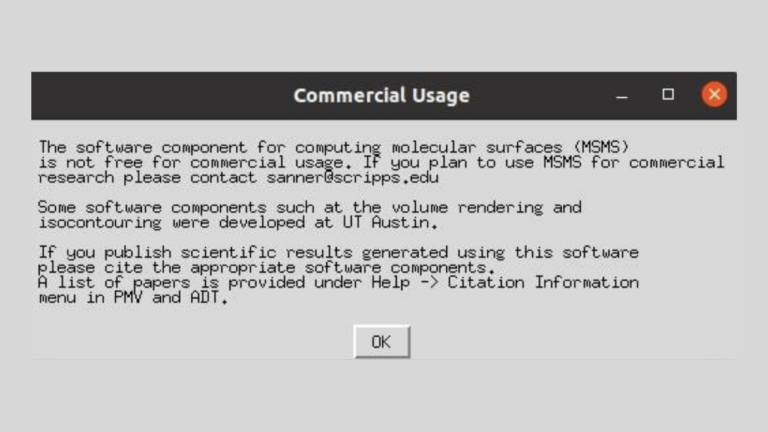 Commercial Usage
The software component for computing molecular surfaces (MSMS)
is not free for commercial usage. If you plan to use MSMS for commercial
research please contact sanner@scripps.edu
Some software components such at the volume rendering and
isocontouring were developed at UT Austin.
If you publish scientific results generated using this software
please cite the appropriate software components.
A list of papers is provided under Help -> Citation Information
menu in PMV and ADT.
OK